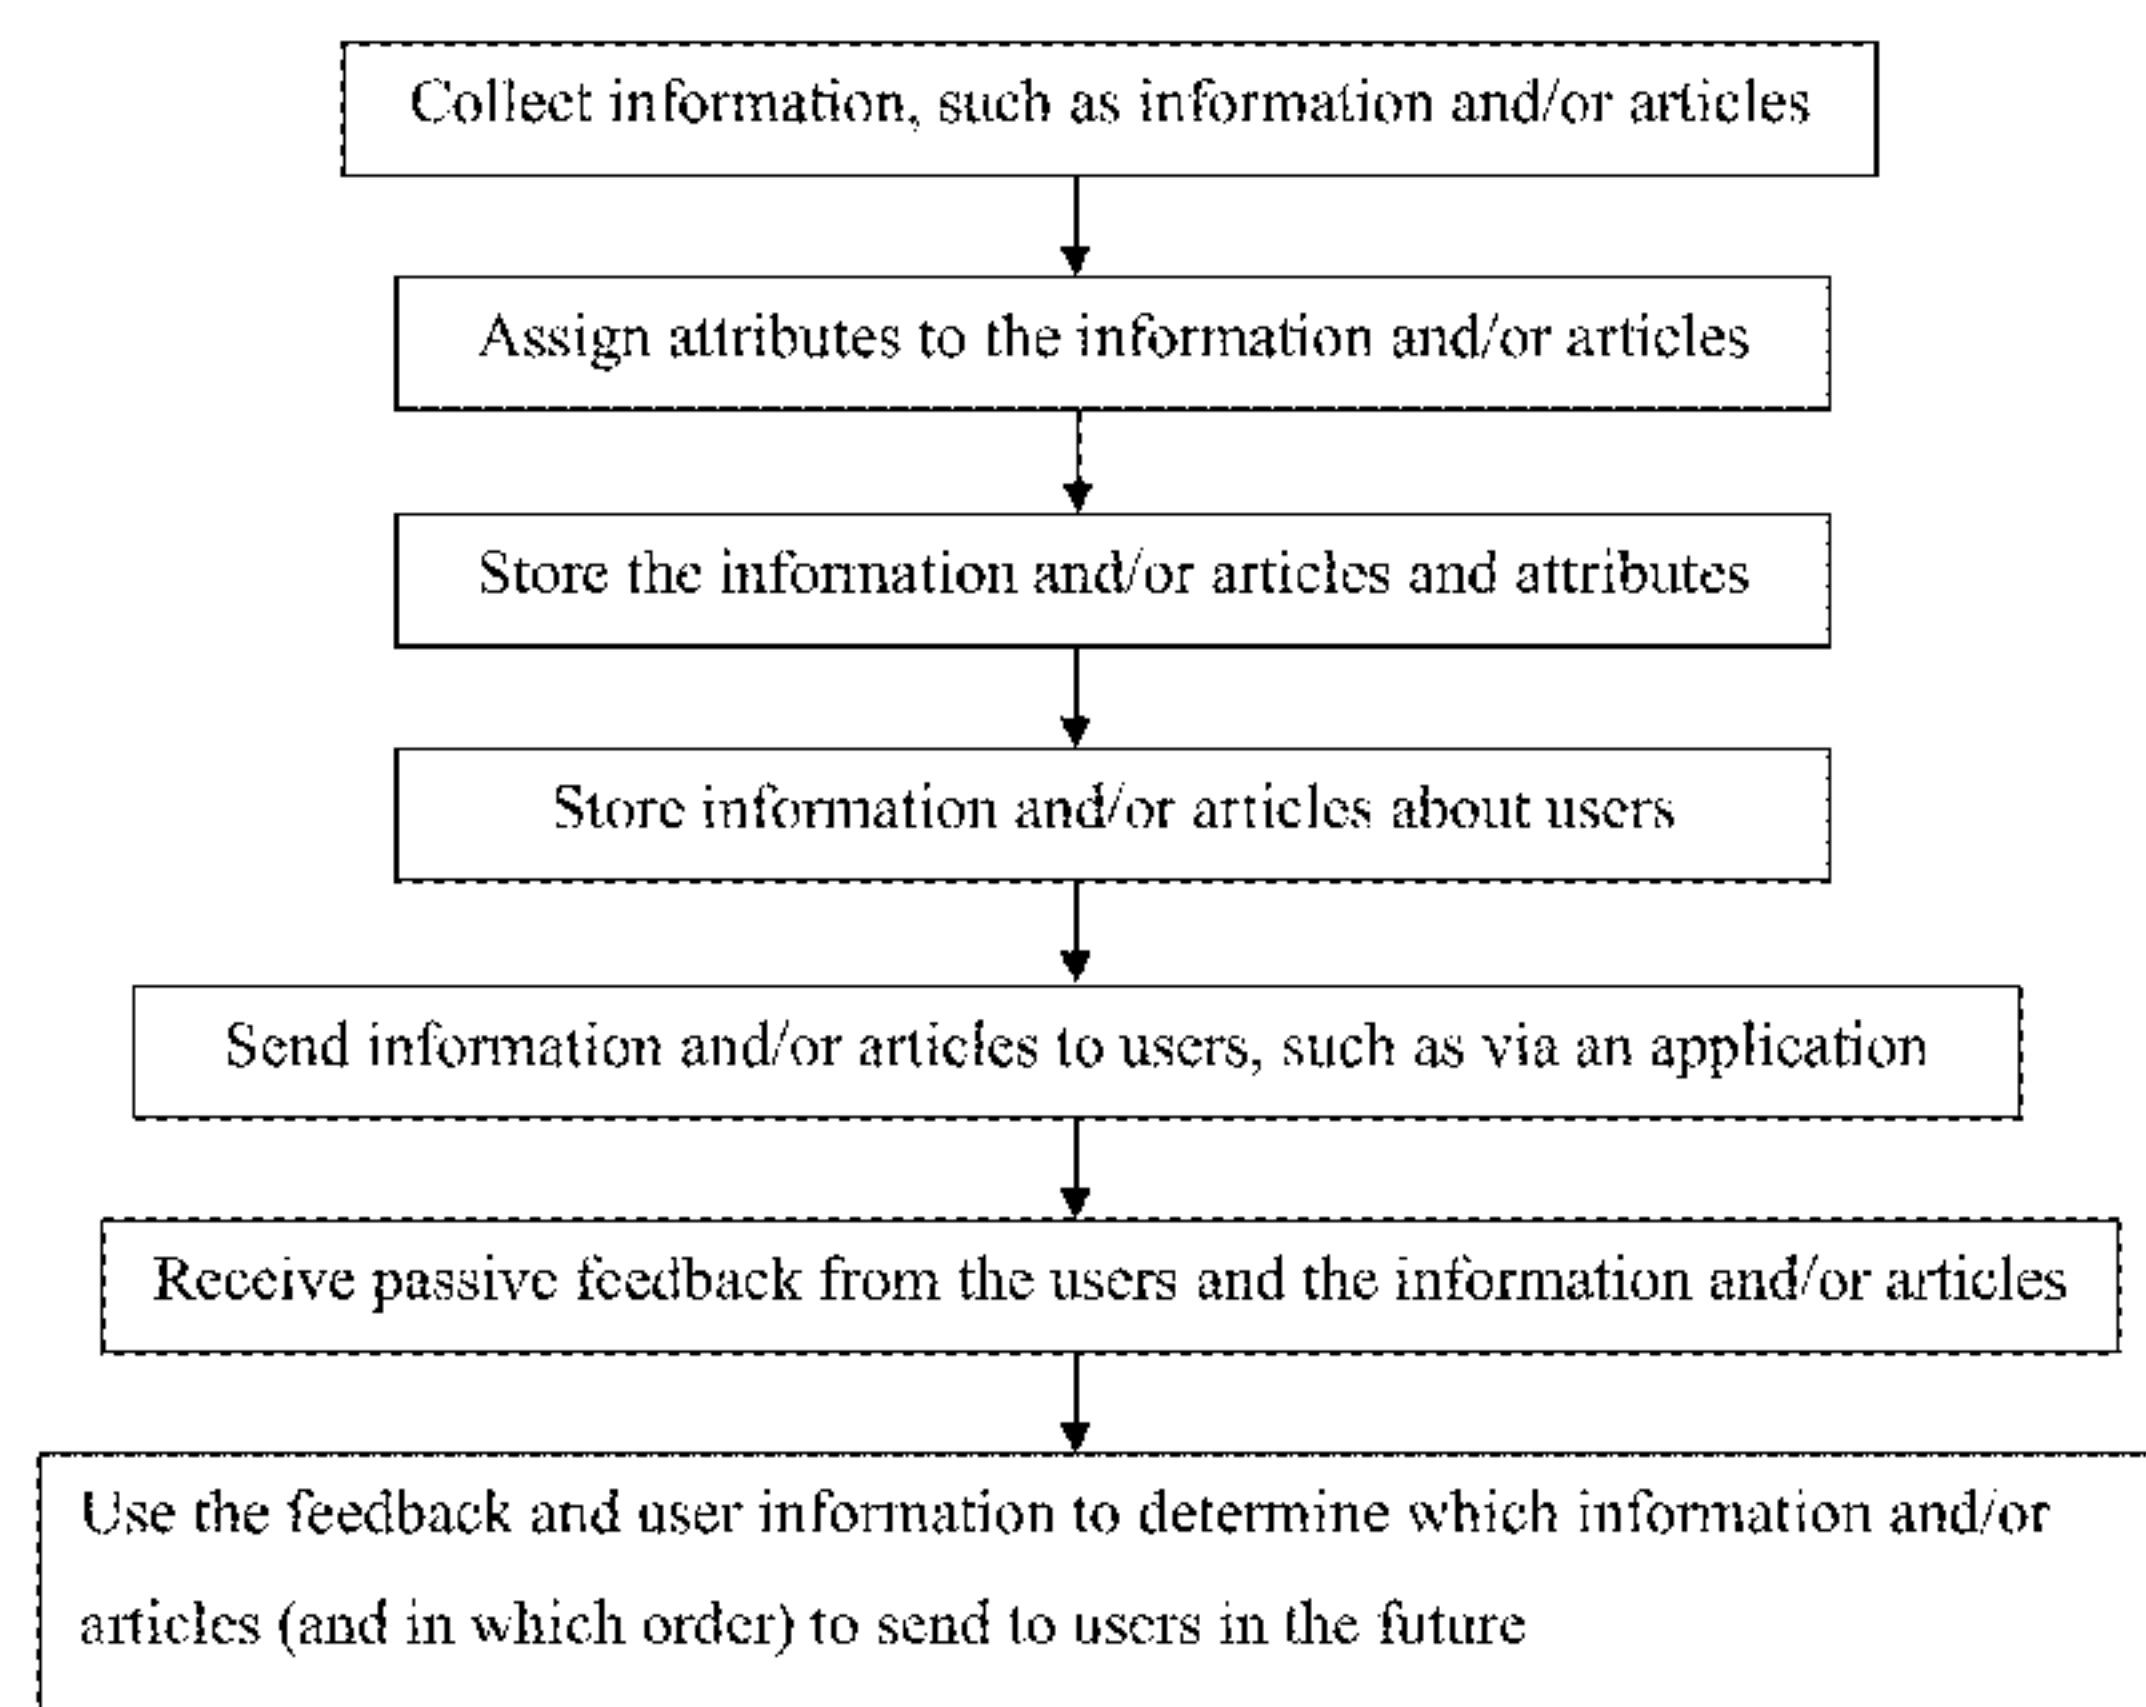 Collect information, such as information and/or articles
Assign attributes to the information and/or articles
Store the information and/or articles and attributes
Store information and/or articles about users
Send information and/or articles to users, such as via an application
Receive passive feedback from the users and the information and/or articles
Use the feedback and user information to determine which information and/or
articles (and in which order) to send to users in the future